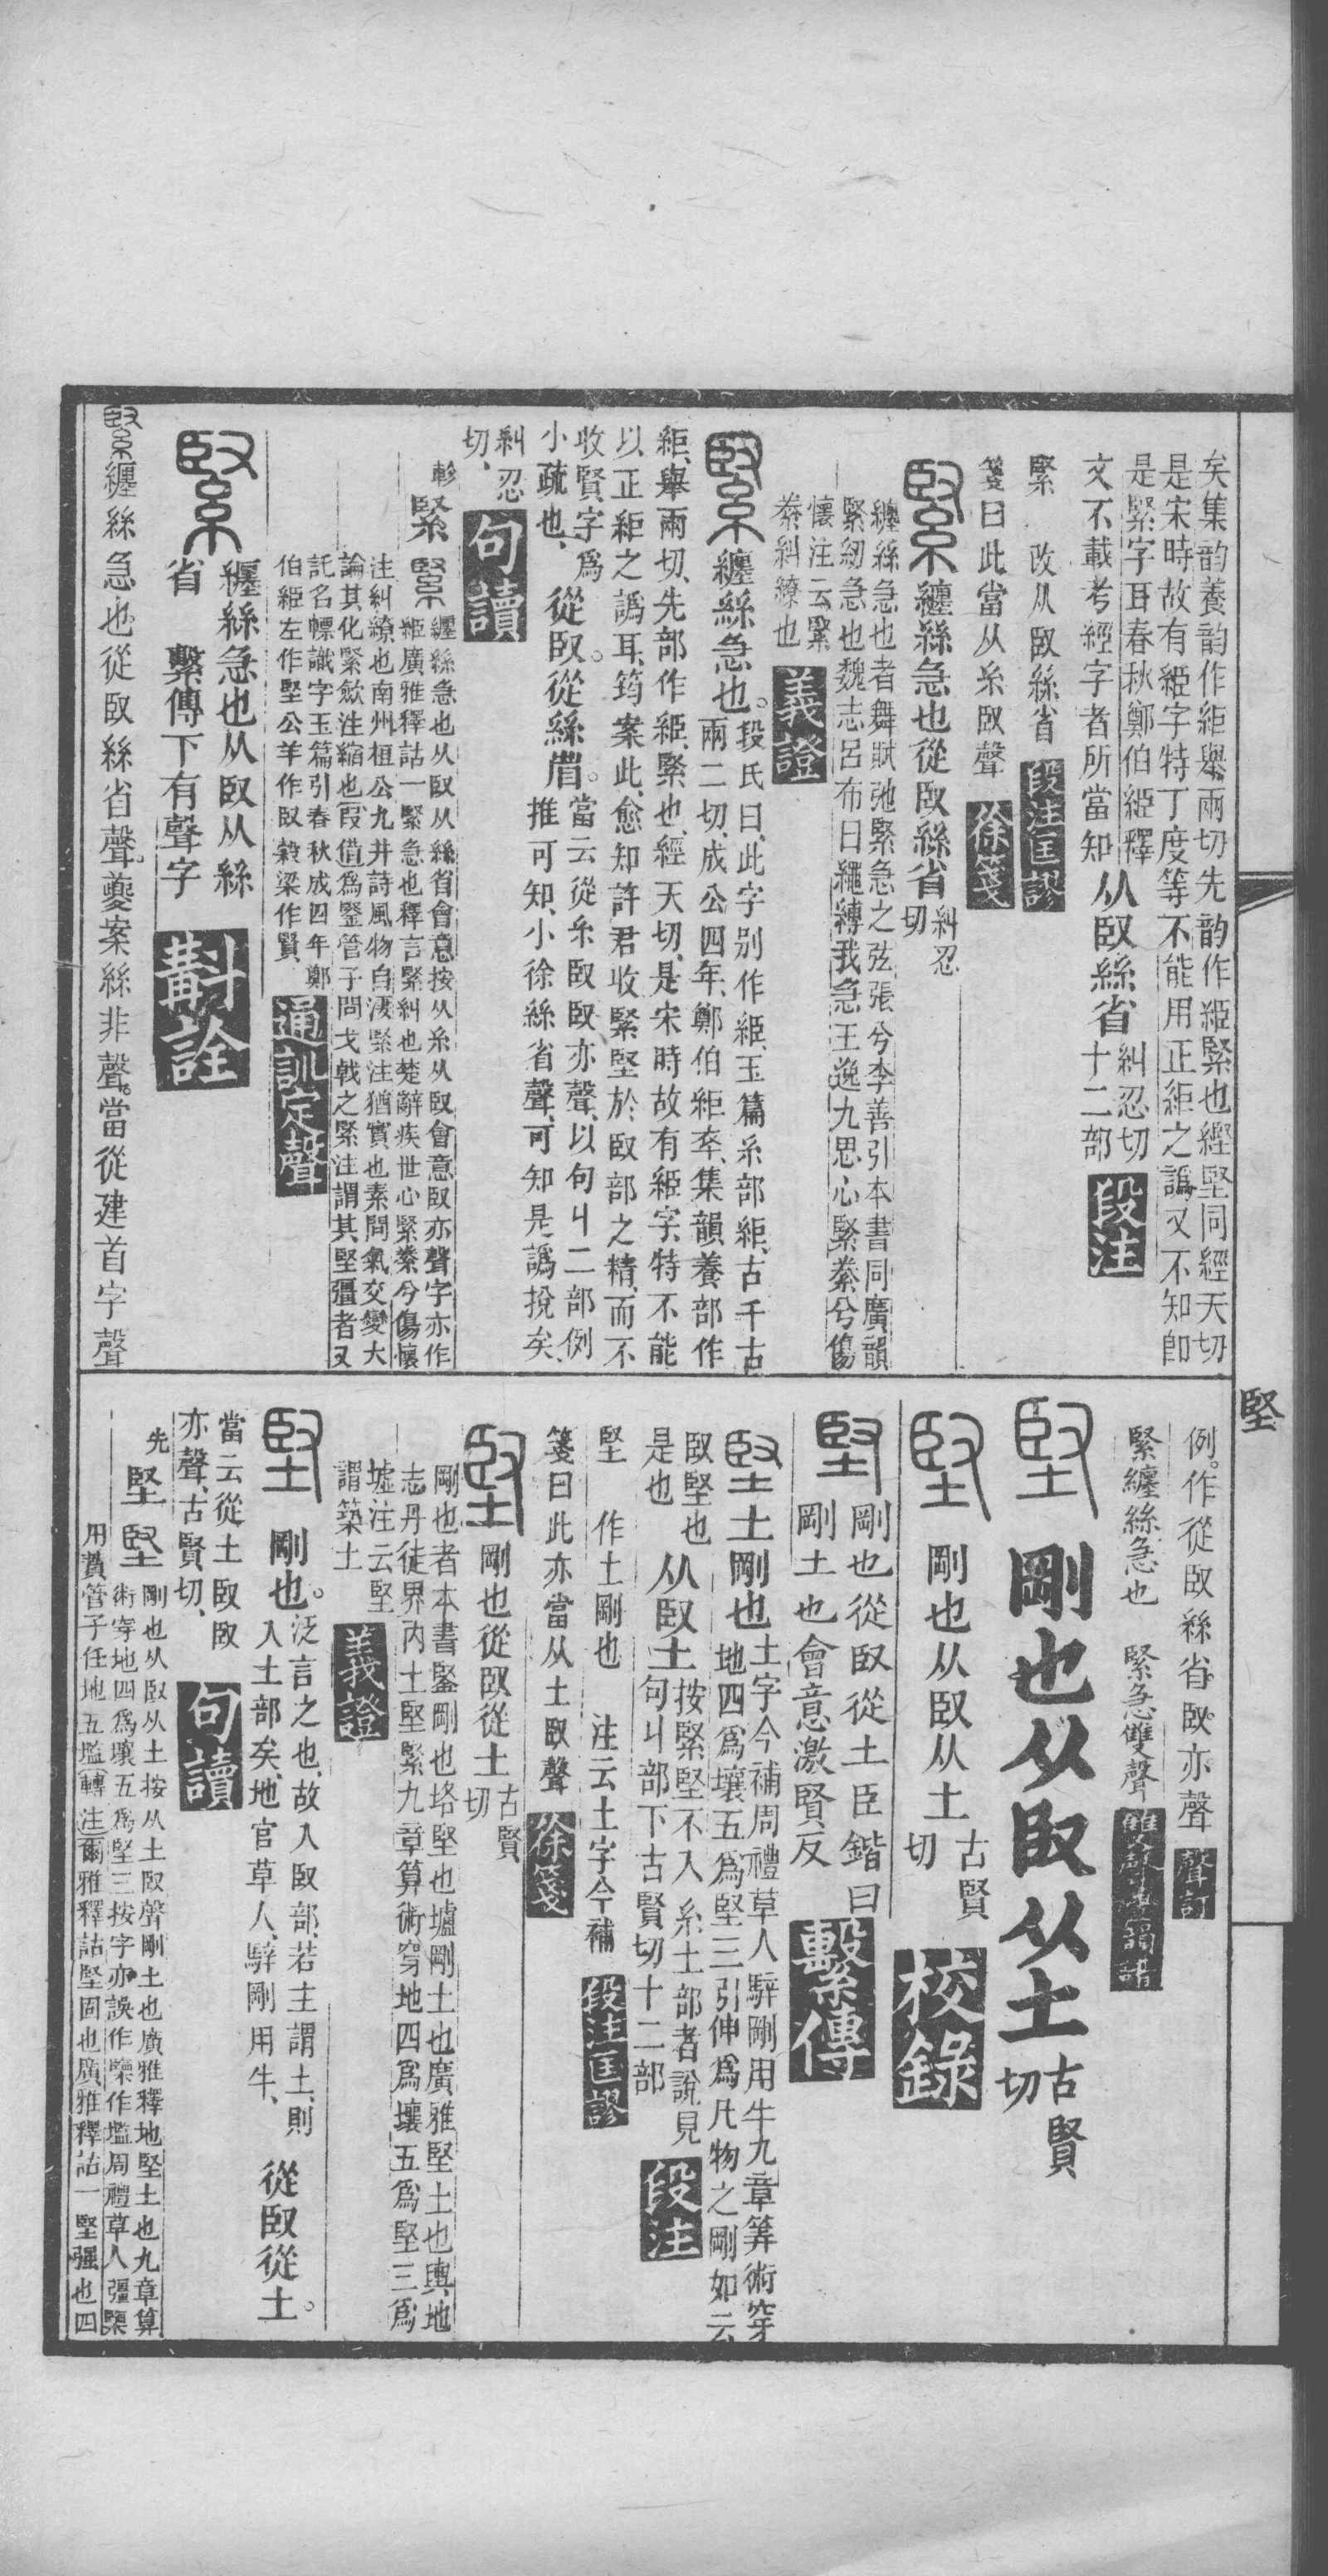 矣集韵養韵作絚舉兩切先韵作䋗緊也經堅同經天切
是宋時故有䋗字特丁度等不能用正絚之譌又不知卽
是緊字耳春秋鄭伯䋗釋
文不載考經字者所當知
从臤絲省
糾忍切
十二部
段注
緊 改从臤絲省
段注匡謬
箋曰此當从糸臤聲
徐箋
緊
纏絲急也從臤絲省
糾忍
切
纏絲急也者舞賦弛緊急之弦張兮李善引本書同廣韻
緊紉急也魏志呂布曰繩縛我急王逸九思心緊絭兮傷
懷注云緊
絭糾繚也
義證
緊
纏絲急也。
段氏曰、此字别作䋗、玉篇糸部絚、古千古
兩二切、成公四年、鄭伯絚卒、集韻養部作
絚、舉兩切、先部作䋗、緊也、經天切、是宋時故有䋗字、特不能
以正絚之譌耳、筠案此、愈知許君收緊堅於臤部之精、而不
收賢字爲
小疏也、
從臤。從絲省。
當云從糸臤臤亦聲、以句丩二部例
推可知、小徐絲省聲、可知是譌挩矣、
糾忍
切、
句讀
軫
緊
緊
纏絲急也从臤从絲省會意按从糸从臤會意臤亦聲字亦作
䋗廣雅釋詁一緊急也釋言緊糾也楚辭疾世心緊絭兮傷懷
注糾繚也南州桓公九井詩風物自淒緊注猶實也素問氣交變大
論其化緊歛注縮也叚借爲鋻管子問戈戟之緊注謂其堅彊者又
託名幖識字玉篇引春秋成四年鄭
伯䋗左作堅公羊作臤穀梁作賢
通訓定聲
緊
纏絲急也从臤从絲
省 繫傳下有聲字
斠詮
緊纏絲急也從臤絲省聲。夔案絲非聲。當從建首字聲
堅
例。作從臤絲省臤亦聲
聲訂
緊纏絲急也 緊急雙聲
雙聲疊韻譜
堅
剛也从臤从土
古賢
切
堅
剛也从臤从土
古賢
切
校錄
堅
剛也從臤從土臣鍇曰
剛土也會意激賢反
繫傳
堅
土剛也
土字今補周禮草人騂剛用牛九章筭術穿
地四爲壤五爲堅三引伸爲凡物之剛如云
臤堅也
是也
从臤土
按緊堅不入糸土部者說見
句丩部下古賢切十二部
段注
堅 作土剛也 注云土字今補
段注匡謬
箋曰此亦當从土臤聲
徐箋
堅
剛也從臤從土
古賢
切
剛也者本書鋻剛也垎堅也壚剛土也廣雅堅土也輿地
志丹徒界内土堅緊九章算術穿地四爲壤五爲堅三爲
墟注云堅
謂築土
義證
堅
剛也。
泛言之也、故入臤部、若主謂土、則
入土部矣、地官草人、騂剛用牛、
從臤從土。
當云從土臤臤
亦聲、古賢切、
句讀
先
堅
堅
剛也从臤从土按从土臤聲剛土也廣雅釋地堅土也九章算
術穿地四爲壤五爲堅三按字亦誤作壏作壏周禮草人彊㯺
用蕡管子任地五壏轉注爾雅釋詁堅固也廣雅釋詁一堅强也四